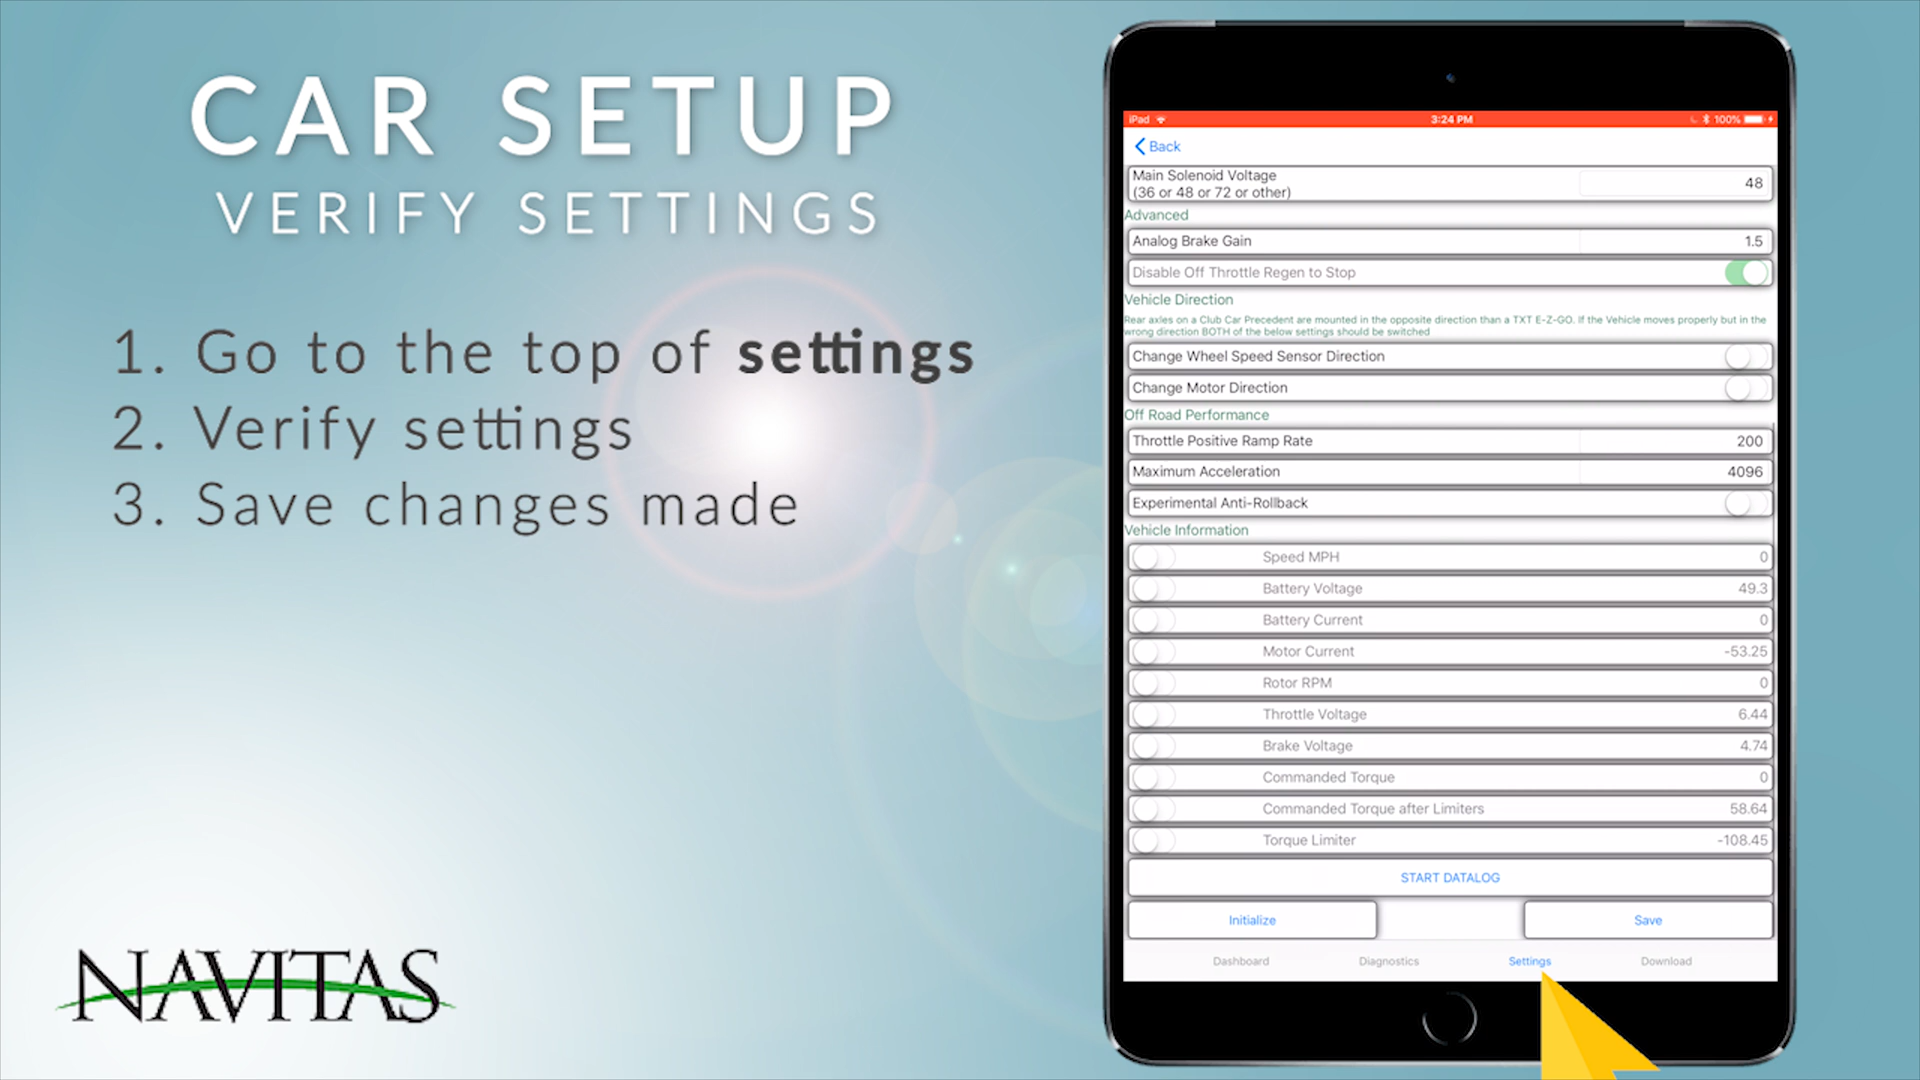 CAR SETUP
VERIFY SETTINGS
1. Go to the top of settings
2. Verify settings
3. Save changes made
NAVITAS
iPad
3:24 PM
100%
Back
Main Solenoid Voltage
(36 or 48 or 72 or other)
48
Advanced
Analog Brake Gain 1.5
Disable Off Throttle Regen to Stop
Vehicle Direction
Rear axles on a Club Car Precedent are mounted in the opposite direction than a TXT E-Z-GO. If the Vehicle moves properly but in the
wrong direction BOTH of the below settings should be switched
Change Wheel Speed Sensor Direction
Change Motor Direction
Off Road Performance
Throttle Positive Ramp Rate 200
Maximum Acceleration 4096
Experimental Anti-Rollback
Vehicle Information
Speed MPH 0
Battery Voltage 49.3
Battery Current 0
Motor Current -53.25
Rotor RPM 0
Throttle Voltage 6.44
Brake Voltage 4.74
Commanded Torque 0
Commanded Torque after Limiters 58.64
Torque Limiter -108.45
START DATALOG
Initialize Save
Dashboard Diagnostics Settings Download